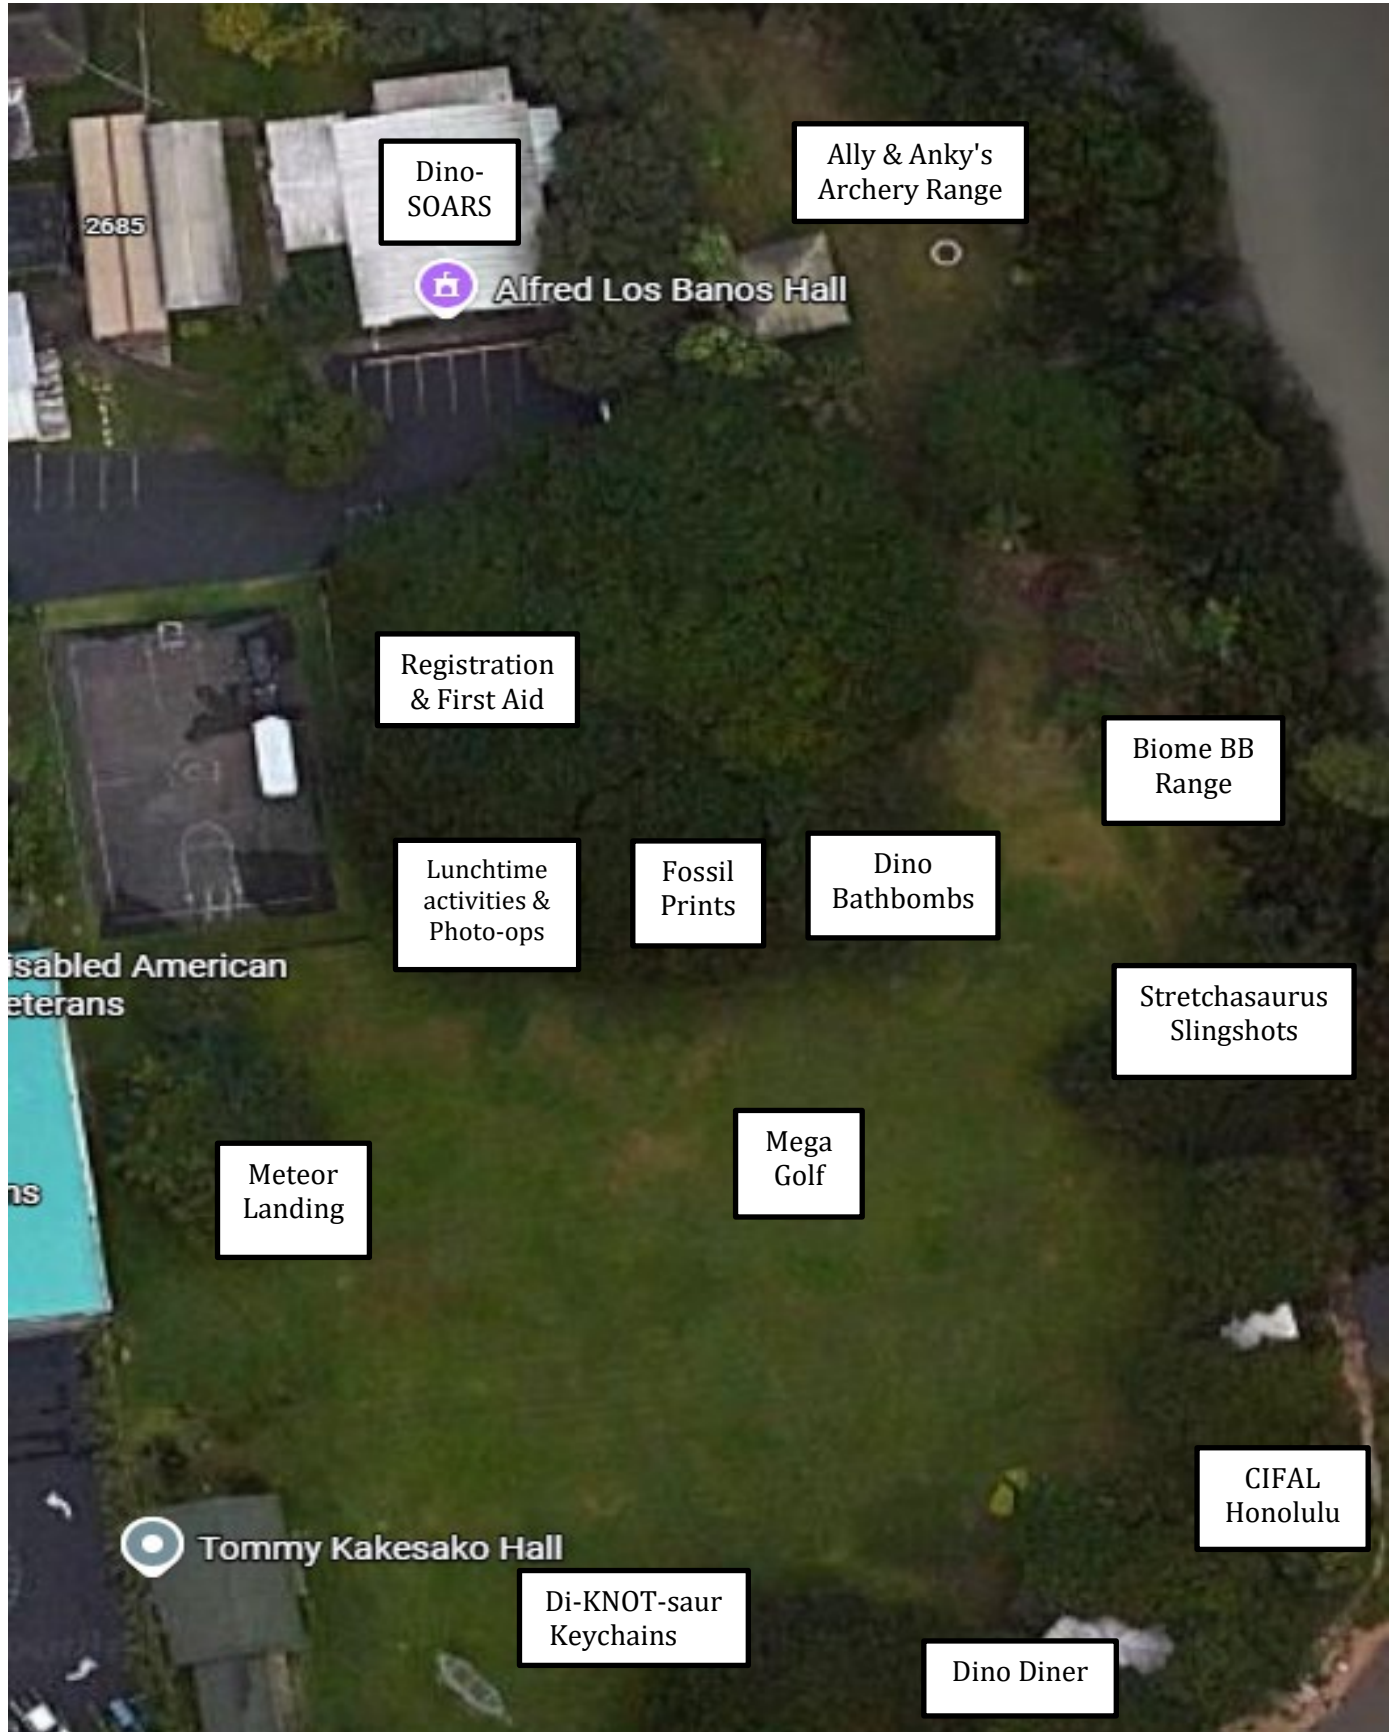 Dino-
SOARS
Ally & Anky's
Archery Range
2685
Alfred Los Banos Hall
Registration
& First Aid
Biome BB
Range
Lunchtime
activities &
Photo-ops
Fossil
Prints
Dino
Bathbombs
isabled American
eterans
Stretchasaurus
Slingshots
Mega
Golf
Meteor
Landing
ns
CIFAL
Honolulu
Tommy Kakesako Hall
Di-KNOT-saur
Keychains
Dino Diner